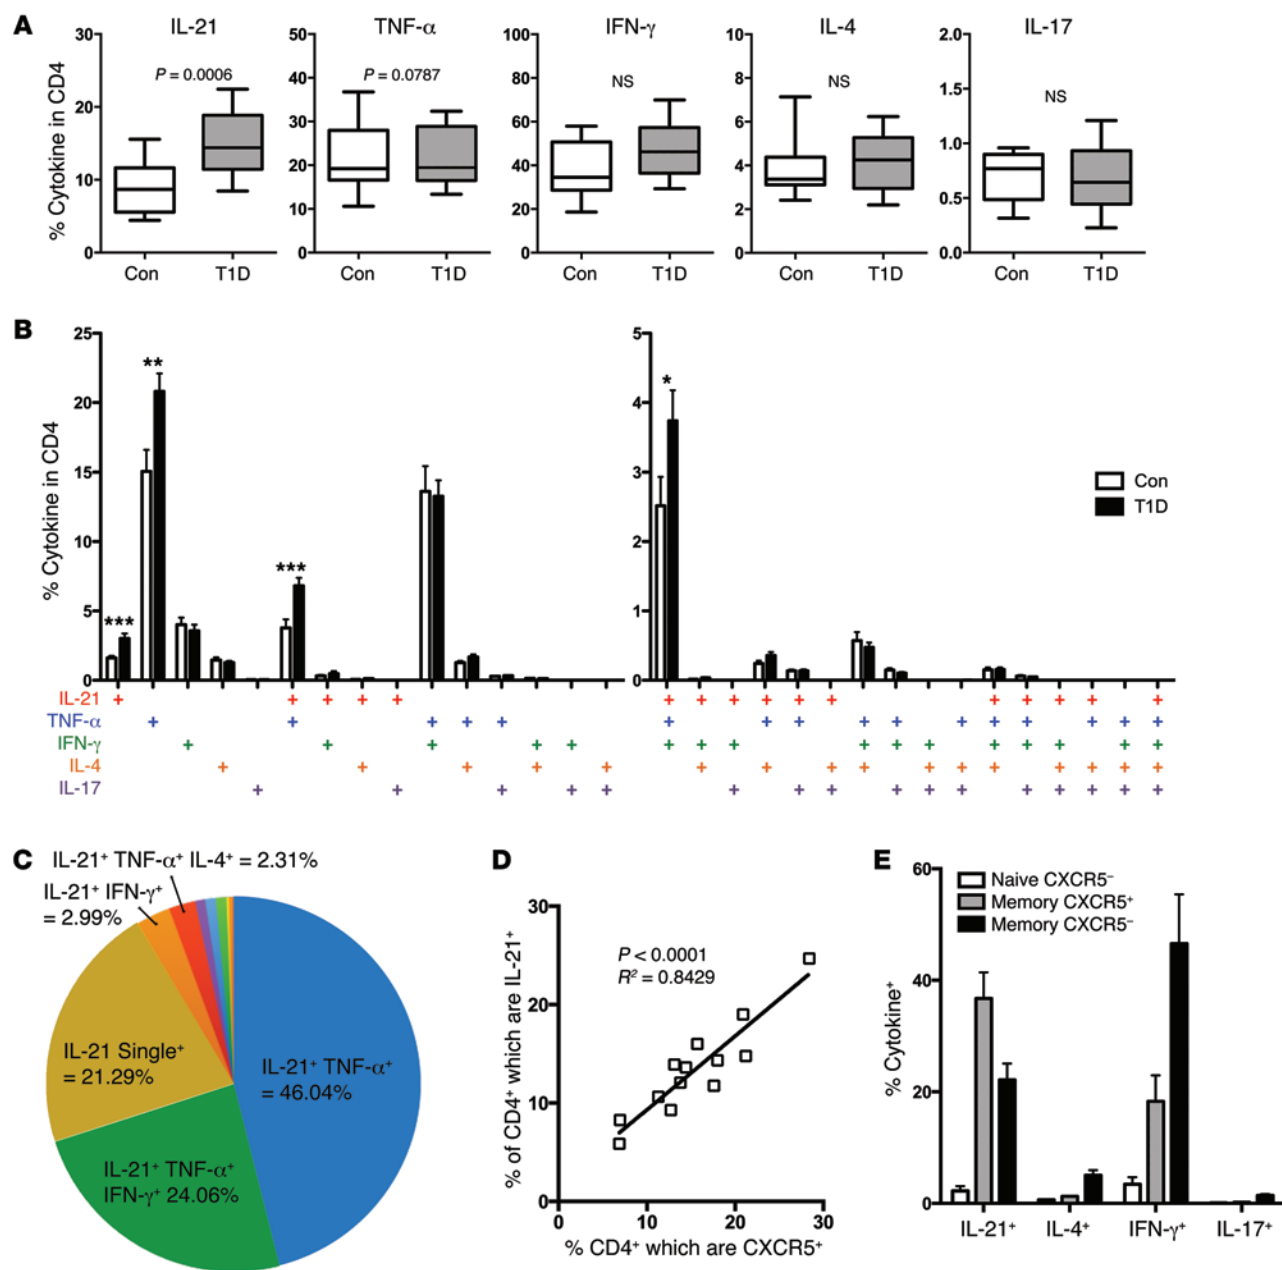 A
IL-21
TNF-α
IFN-γ
IL-4
IL-17
% Cytokine in CD4
30
20
10
0
P = 0.0006
Con
T1D
50
40
30
20
10
0
P = 0.0787
Con
T1D
100
80
60
40
20
0
NS
Con
T1D
10
8
6
4
2
0
NS
Con
T1D
2.0
1.5
1.0
0.5
0.0
NS
Con
T1D
B
% Cytokine in CD4
25
20
15
10
5
0
***
**
***
5
4
3
2
1
0
*
Con
T1D
IL-21 + + + + + + + + + + + + + + + +
TNF-α + + + + + + + + + + + + + + + +
IFN-γ + + + + + + + + + + + + + + + +
IL-4 + + + + + + + + + + + + + + + +
IL-17 + + + + + + + + + + + + + + + +
C
IL-21⁺ TNF-α⁺ IL-4⁺ = 2.31%
IL-21⁺ IFN-γ⁺
= 2.99%
IL-21 Single⁺
= 21.29%
IL-21⁺ TNF-α⁺
= 46.04%
IL-21⁺ TNF-α⁺
IFN-γ⁺ 24.06%
D
% of CD4⁺ which are IL-21⁺
30
20
10
0
P < 0.0001
R² = 0.8429
0 10 20 30
% CD4⁺ which are CXCR5⁺
E
% Cytokine⁺
60
40
20
0
Naive CXCR5⁻
Memory CXCR5⁺
Memory CXCR5⁻
IL-21⁺ IL-4⁺ IFN-γ⁺ IL-17⁺